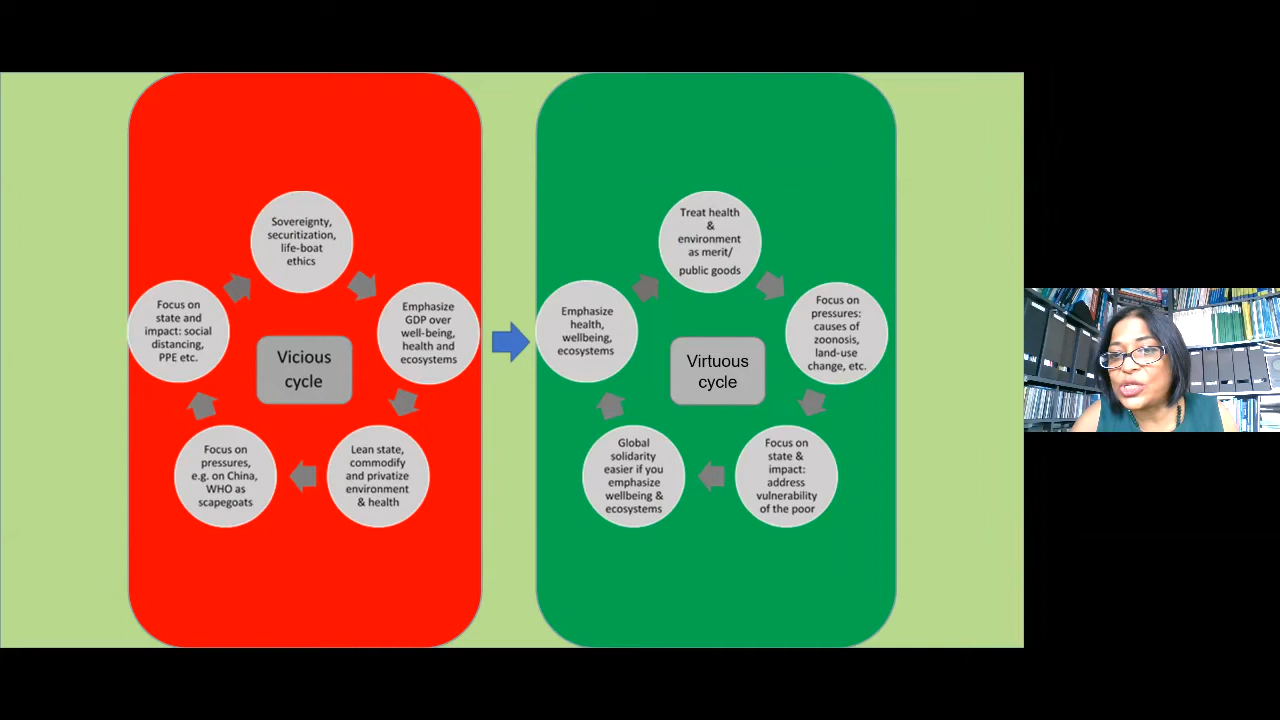 Sovereignty,
securitization,
life-boat
ethics
Emphasize
GDP over
well-being,
health and
ecosystems
Lean state,
commodify
and privatize
environment
& health
Focus on
pressures,
e.g. on China,
WHO as
scapegoats
Focus on
state and
impact: social
distancing,
PPE etc.
Vicious
cycle
Treat health
&
environment
as merit/
public goods
Focus on
pressures:
causes of
zoonosis,
land-use
change, etc.
Focus on
state &
impact:
address
vulnerability
of the poor
Global
solidarity
easier if you
emphasize
wellbeing &
ecosystems
Emphasize
health,
wellbeing,
ecosystems
Virtuous
cycle